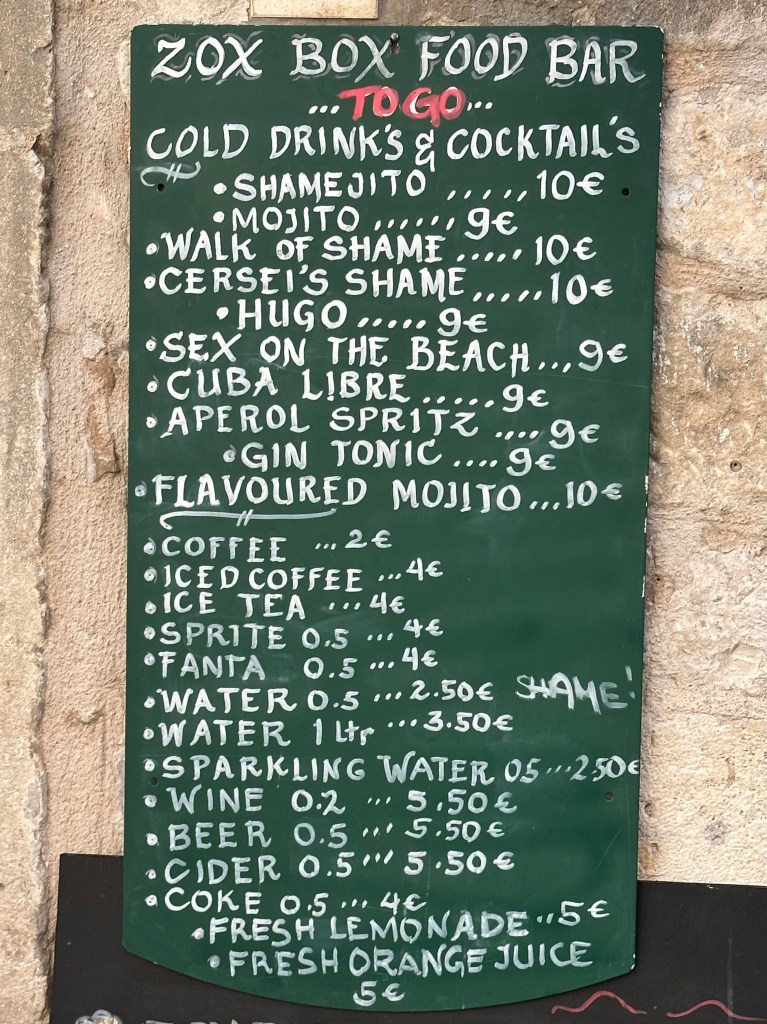 ZOX BOX FOOD BAR
...TO GO...
COLD DRINK'S & COCKTAIL'S
• SHAMEJITO ..... 10€
• MOJITO ...... 9€
• WALK OF SHAME ..... 10€
• CERSEI'S SHAME ..... 10€
• HUGO ..... 9€
• SEX ON THE BEACH ... 9€
• CUBA LIBRE ..... 9€
• APEROL SPRITZ .... 9€
• GIN TONIC .... 9€
• FLAVOURED MOJITO ... 10€
• COFFEE ... 2€
• ICED COFFEE ... 4€
• ICE TEA ... 4€
• SPRITE 0.5 ... 4€
• FANTA 0.5 ... 4€
• WATER 0.5 ... 2.50€ SHAME!
• WATER 1 Ltr ... 3.50€
• SPARKLING WATER 05 ... 2.50€
• WINE 0.2 ... 5.50€
• BEER 0.5 ... 5.50€
• CIDER 0.5 ... 5.50€
• COKE 0.5 ... 4€
• FRESH LEMONADE .. 5€
• FRESH ORANGE JUICE
5€